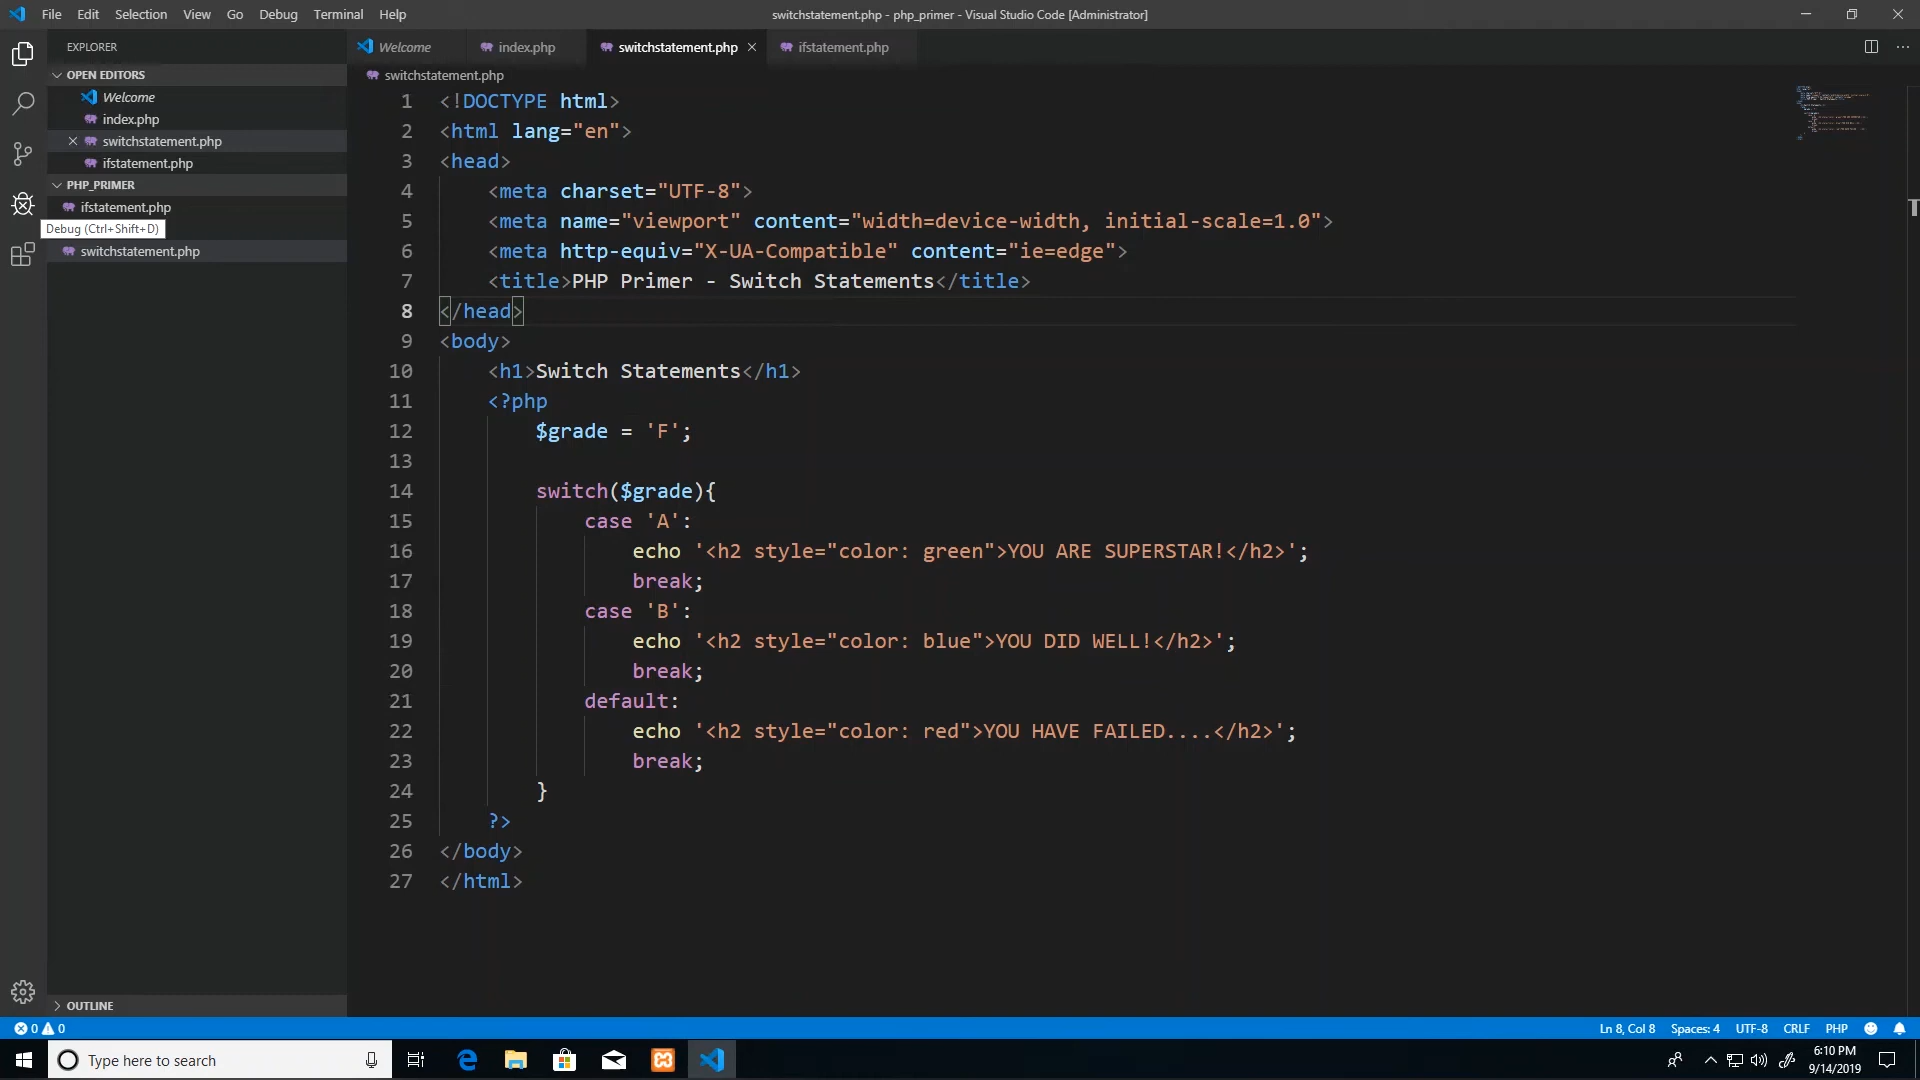 File Edit Selection View Go Debug Terminal Help
switchstatement.php - php_primer - Visual Studio Code [Administrator]
EXPLORER
OPEN EDITORS
Welcome
index.php
switchstatement.php
ifstatement.php
PHP_PRIMER
ifstatement.php
Debug (Ctrl+Shift+D)
switchstatement.php
OUTLINE
Welcome index.php switchstatement.php ifstatement.php
switchstatement.php
1 <!DOCTYPE html>
2 <html lang="en">
3 <head>
4 <meta charset="UTF-8">
5 <meta name="viewport" content="width=device-width, initial-scale=1.0">
6 <meta http-equiv="X-UA-Compatible" content="ie=edge">
7 <title>PHP Primer - Switch Statements</title>
8 </head>
9 <body>
10 <h1>Switch Statements</h1>
11 <?php
12 $grade = 'F';
13
14 switch($grade){
15 case 'A':
16 echo '<h2 style="color: green">YOU ARE SUPERSTAR!</h2>';
17 break;
18 case 'B':
19 echo '<h2 style="color: blue">YOU DID WELL!</h2>';
20 break;
21 default:
22 echo '<h2 style="color: red">YOU HAVE FAILED....</h2>';
23 break;
24 }
25 ?>
26 </body>
27 </html>
0 0
Ln 8, Col 8 Spaces: 4 UTF-8 CRLF PHP
Type here to search
6:10 PM
9/14/2019